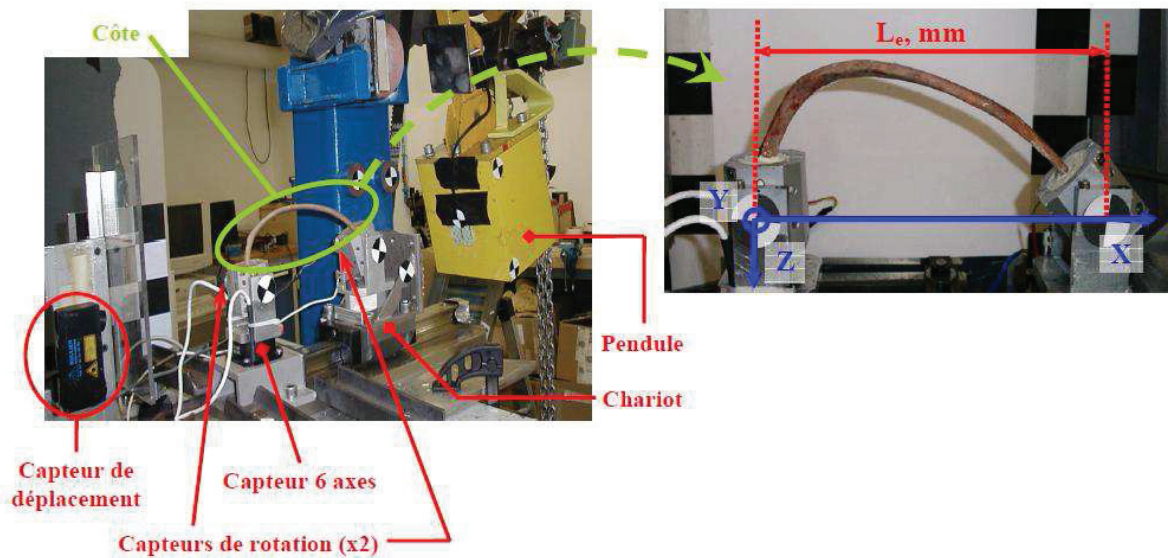 Côte
Lₑ, mm
Y
Z
X
Pendule
Chariot
Capteur de
déplacement
Capteur 6 axes
Capteurs de rotation (x2)